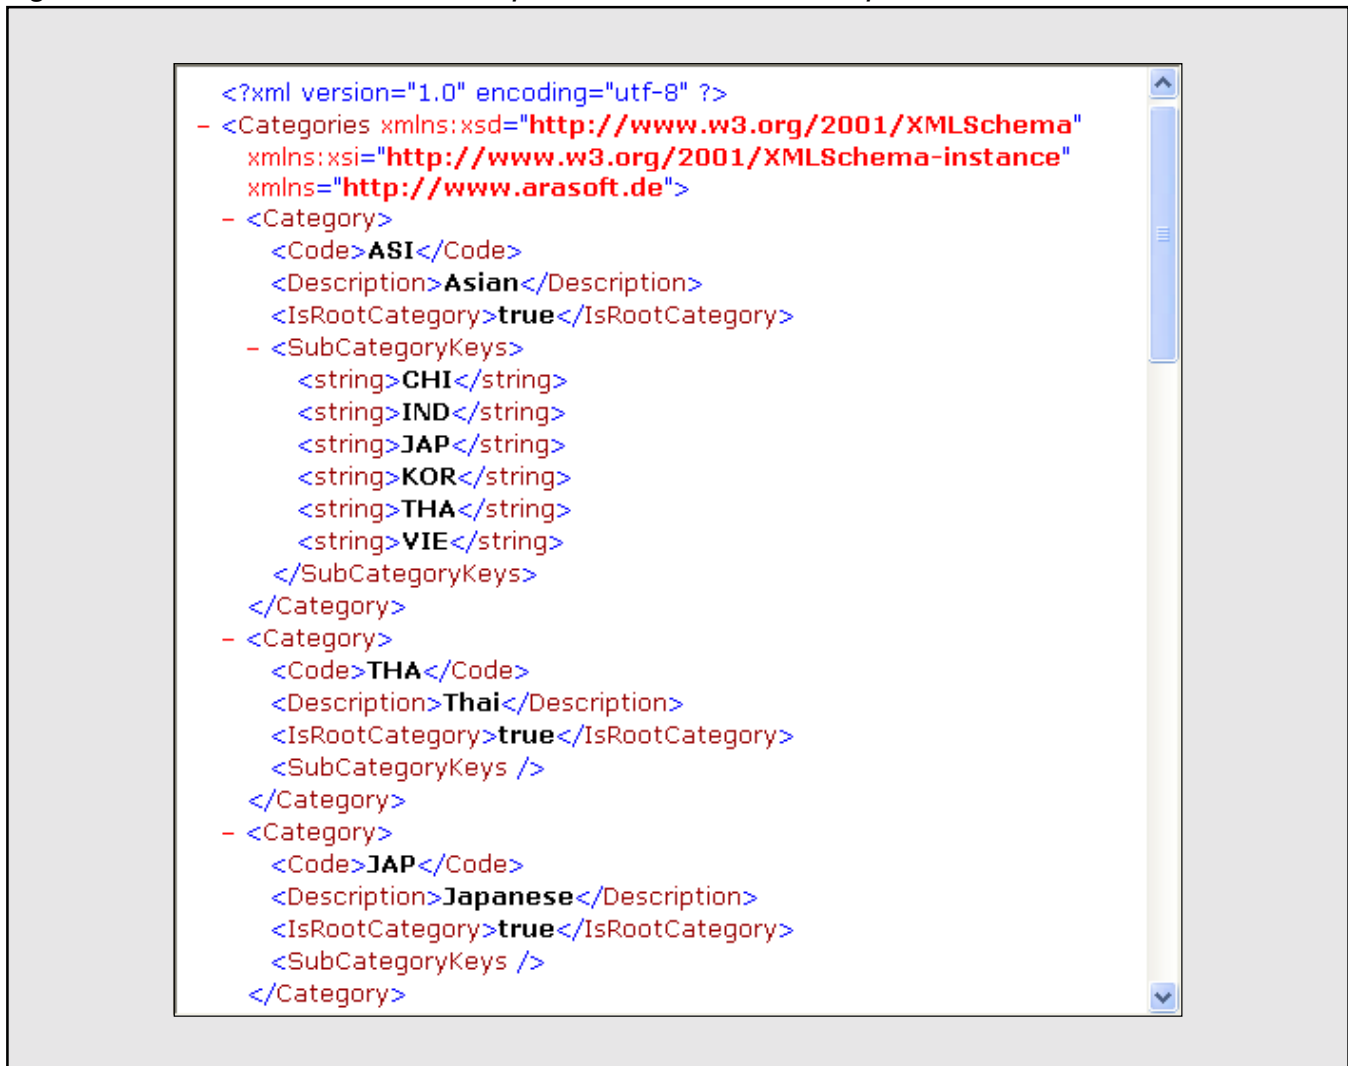 <?xml version="1.0" encoding="utf-8" ?>
– <Categories xmlns:xsd="http://www.w3.org/2001/XMLSchema"
xmlns:xsi="http://www.w3.org/2001/XMLSchema-instance"
xmlns="http://www.arasoft.de">
– <Category>
<Code>ASI</Code>
<Description>Asian</Description>
<IsRootCategory>true</IsRootCategory>
– <SubCategoryKeys>
<string>CHI</string>
<string>IND</string>
<string>JAP</string>
<string>KOR</string>
<string>THA</string>
<string>VIE</string>
</SubCategoryKeys>
</Category>
– <Category>
<Code>THA</Code>
<Description>Thai</Description>
<IsRootCategory>true</IsRootCategory>
<SubCategoryKeys />
</Category>
– <Category>
<Code>JAP</Code>
<Description>Japanese</Description>
<IsRootCategory>true</IsRootCategory>
<SubCategoryKeys />
</Category>